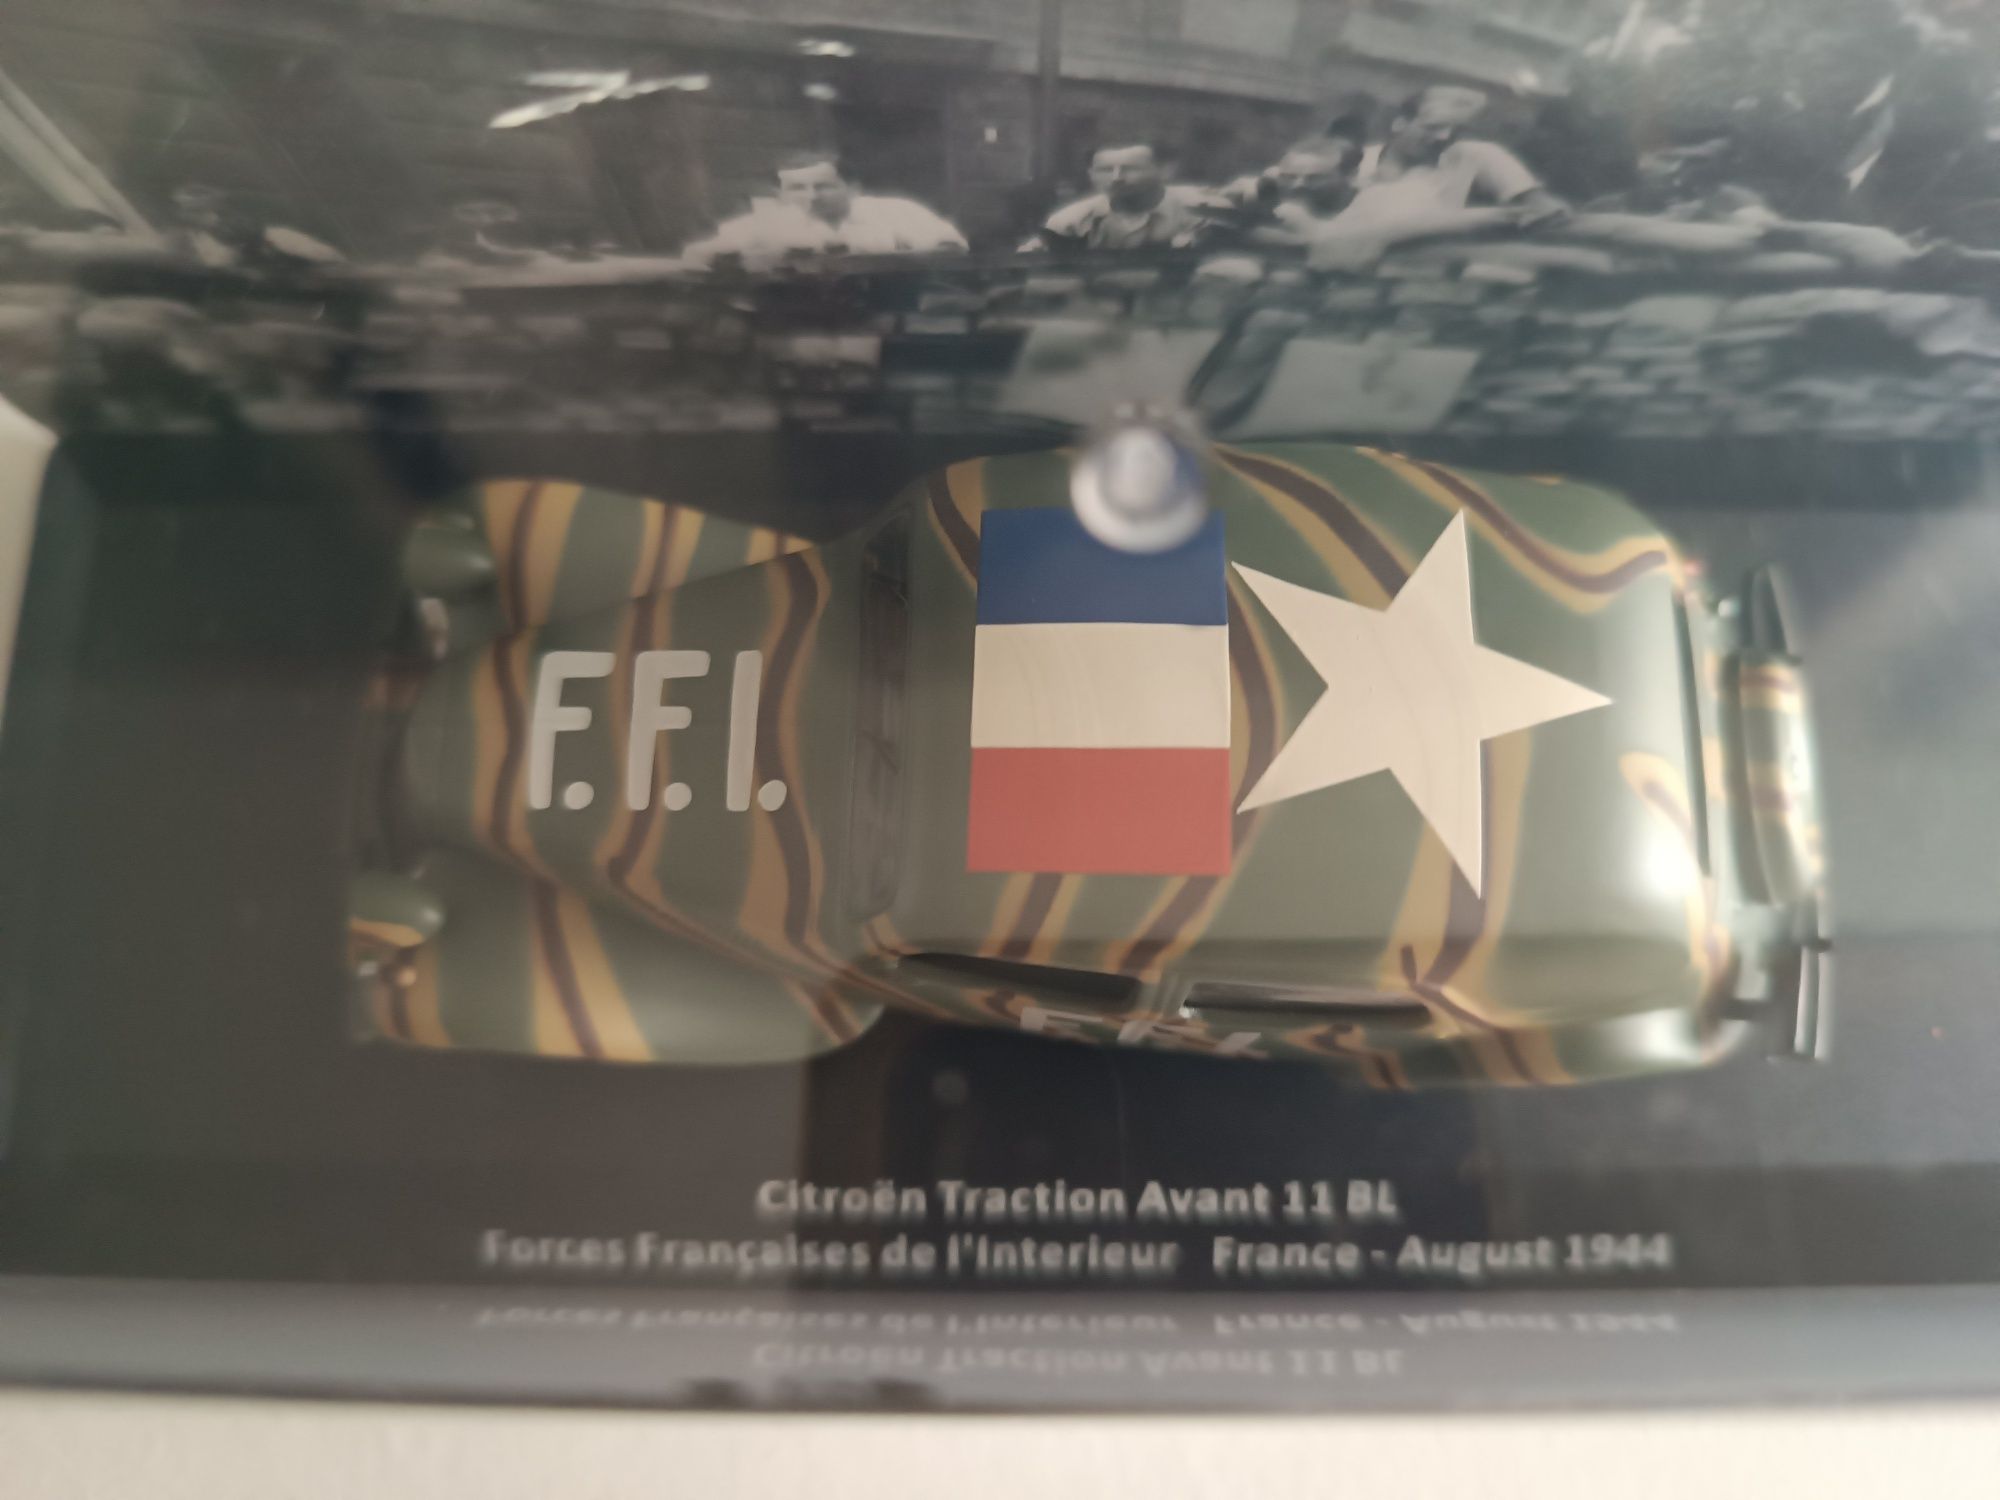 F.F.I.
F.F.I.
Citroën Traction Avant 11 BL
Forces Françaises de l'Interieur France - August 1944